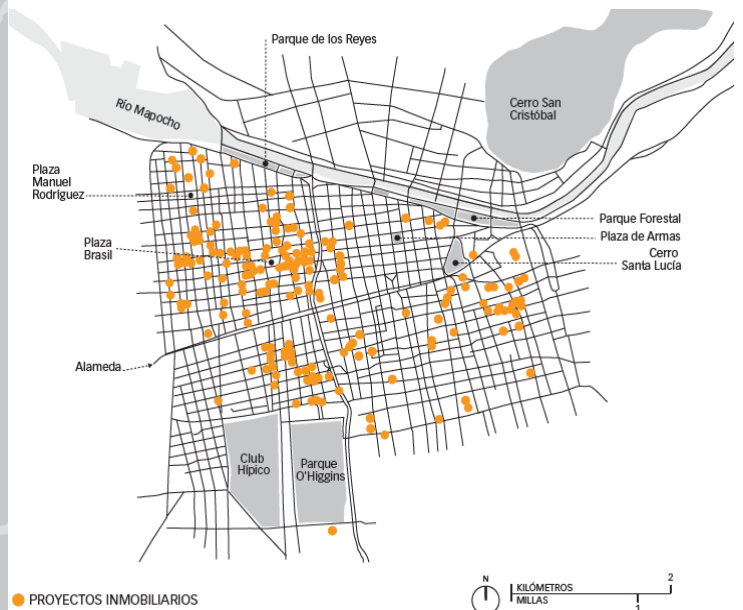 Parque de los Reyes
Río Mapocho
Cerro San
Cristóbal
Plaza
Manuel
Rodríguez
Parque Forestal
Plaza
Brasil
Plaza de Armas
Cerro
Santa Lucía
Alameda
Club
Hípico
Parque
O'Higgins
N
KILÓMETROS
2
MILLAS
1
PROYECTOS INMOBILIARIOS